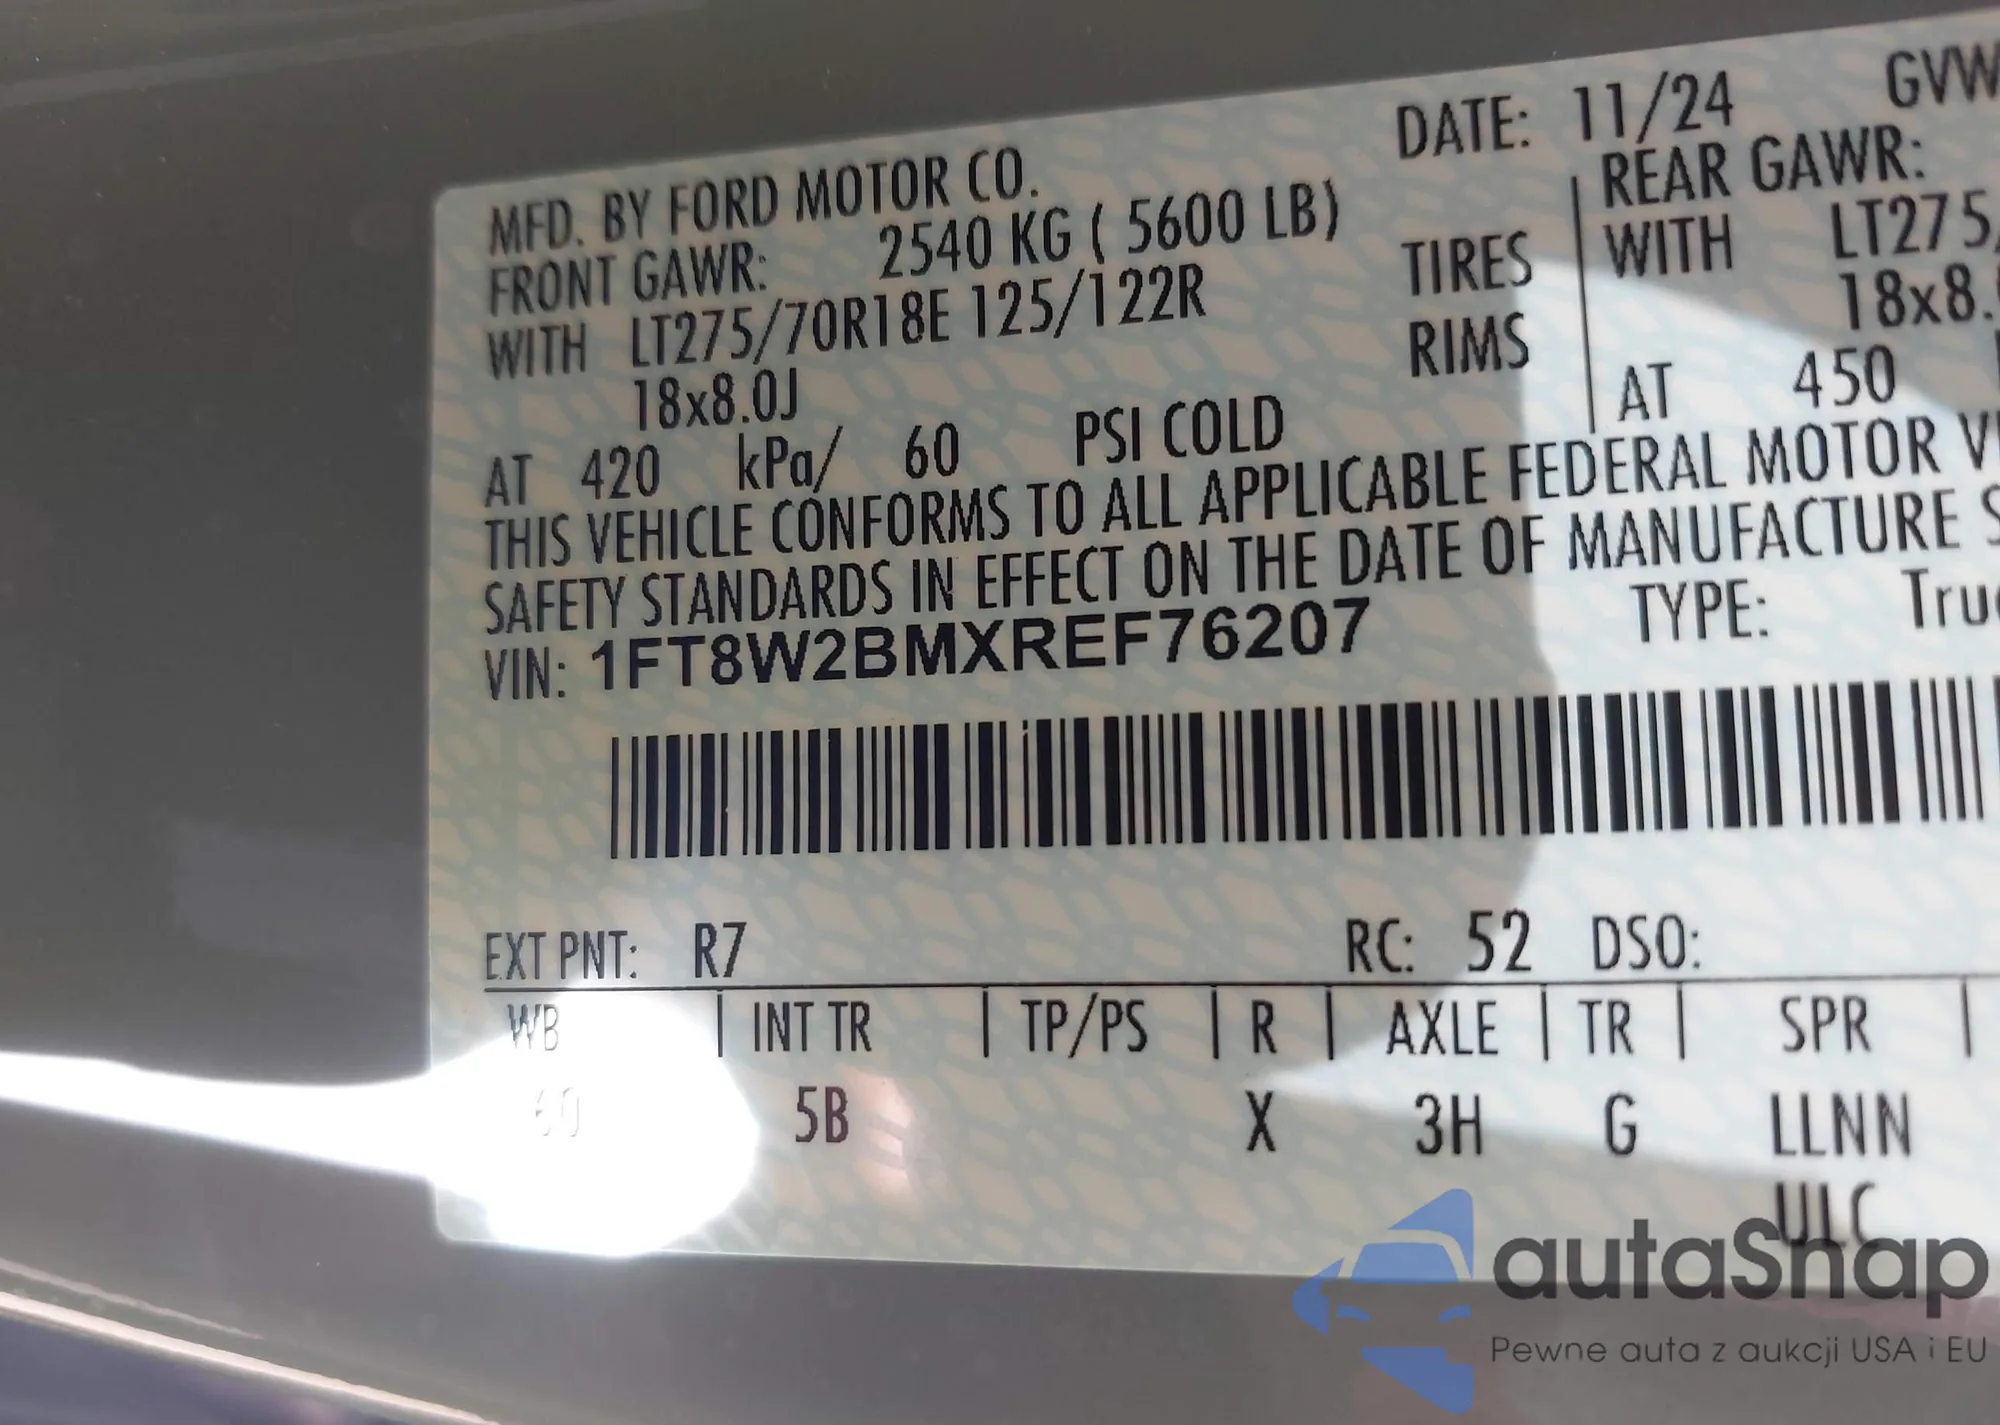 DATE: 11/24 GVW
MFD. BY FORD MOTOR CO.
FRONT GAWR: 2540 KG ( 5600 LB)
REAR GAWR:
WITH LT275/70R18E 125/122R TIRES WITH LT275/
18x8.0J RIMS 18x8.
AT 420 kPa/ 60 PSI COLD AT 450
THIS VEHICLE CONFORMS TO ALL APPLICABLE FEDERAL MOTOR
SAFETY STANDARDS IN EFFECT ON THE DATE OF MANUFACTURE
VIN: 1FT8W2BMXREF76207 TYPE: Truc
EXT PNT: R7 RC: 52 DSO:
WB | INT TR | TP/PS | R | AXLE | TR | SPR |
60 5B X 3H G LLNN
ULC
autaSnap
Pewne auta z aukcji USA i EU